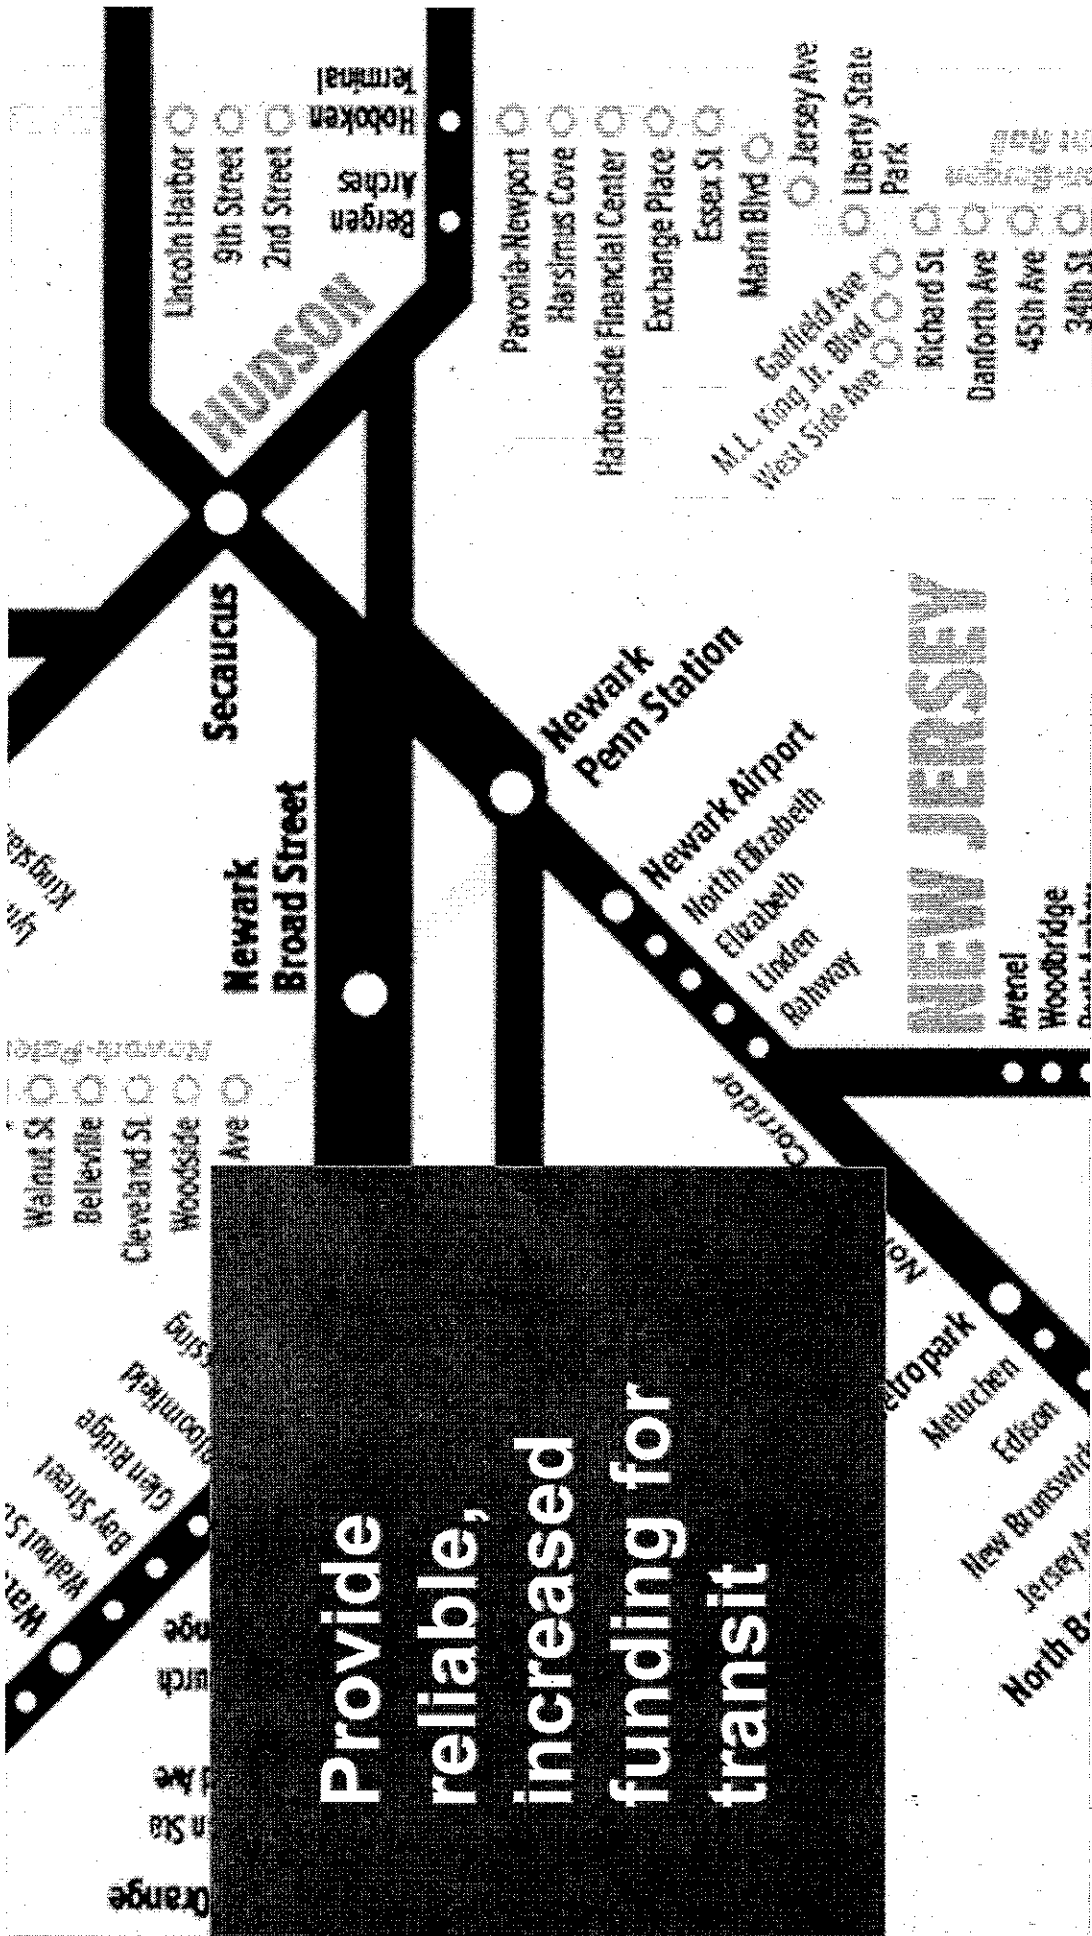 Provide
reliable,
increased
funding for
transit
Walnut St
Belleville
Cleveland St
Woodside
Ave
Bay Street
Glen Ridge
Orange
Newark
Broad Street
Secaucus
HUDSON
Lincoln Harbor
9th Street
2nd Street
Hoboken
Terminal
Bergen
Arches
Pavonia-Newport
Harsimus Cove
Harborside Financial Center
Exchange Place
Essex St
Marin Blvd
Jersey Ave
Liberty State
Park
Garfield Ave
M.L. King Jr. Blvd
West Side Ave
Richard St
Danforth Ave
45th Ave
34th St
Newark
Penn Station
Newark Airport
North Elizabeth
Elizabeth
Linden
Rahway
Corridor
NEW JERSEY
Avenel
Woodbridge
Metuchen
Edison
New Brunswick
North